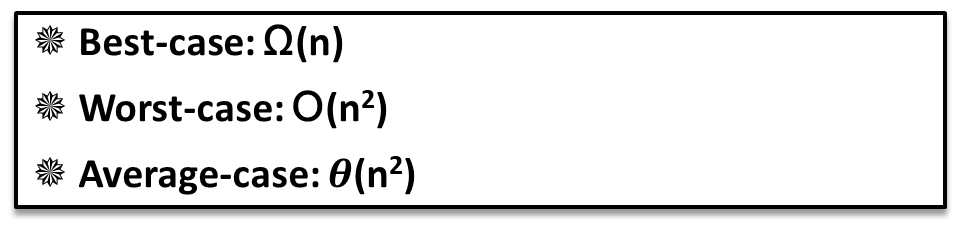 ❋ Best-case: Ω(n)
❋ Worst-case: O(n²)
❋ Average-case: θ(n²)